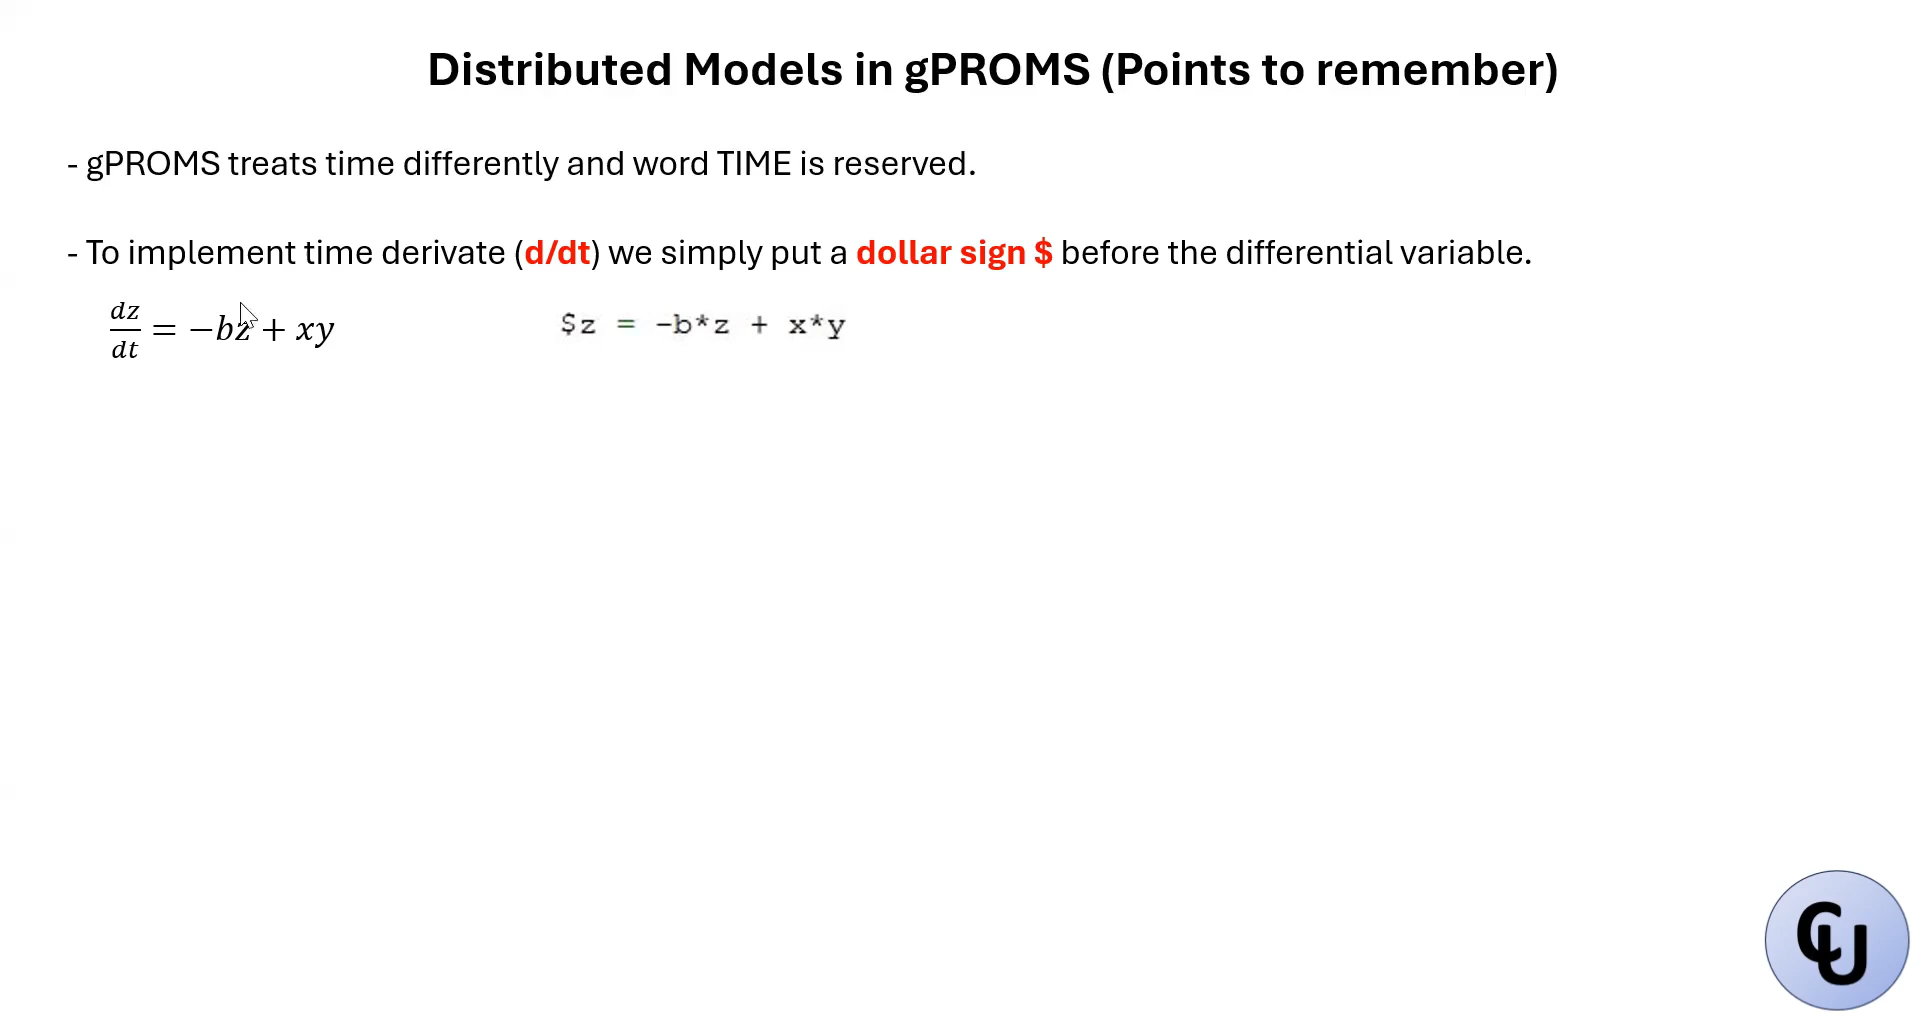 Distributed Models in gPROMS (Points to remember)
- gPROMS treats time differently and word TIME is reserved.
- To implement time derivate (d/dt) we simply put a dollar sign $ before the differential variable.
dz/dt = −bz + xy
$z = -b*z + x*y
CU